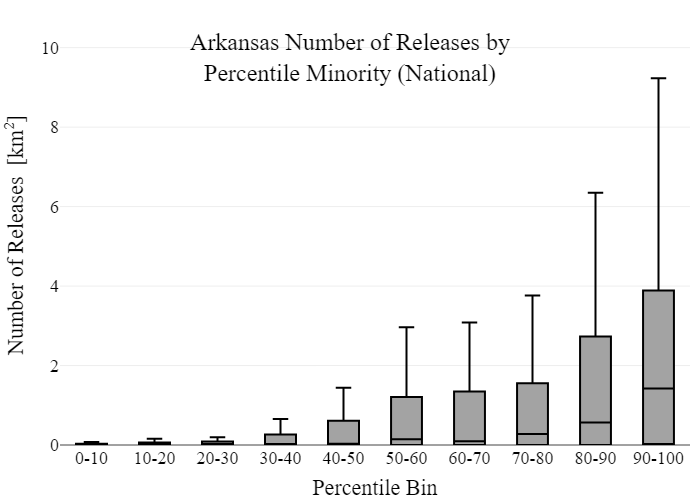 Arkansas Number of Releases by
Percentile Minority (National)
Number of Releases [km²]
10
8
6
4
2
0
0-10 10-20 20-30 30-40 40-50 50-60 60-70 70-80 80-90 90-100
Percentile Bin